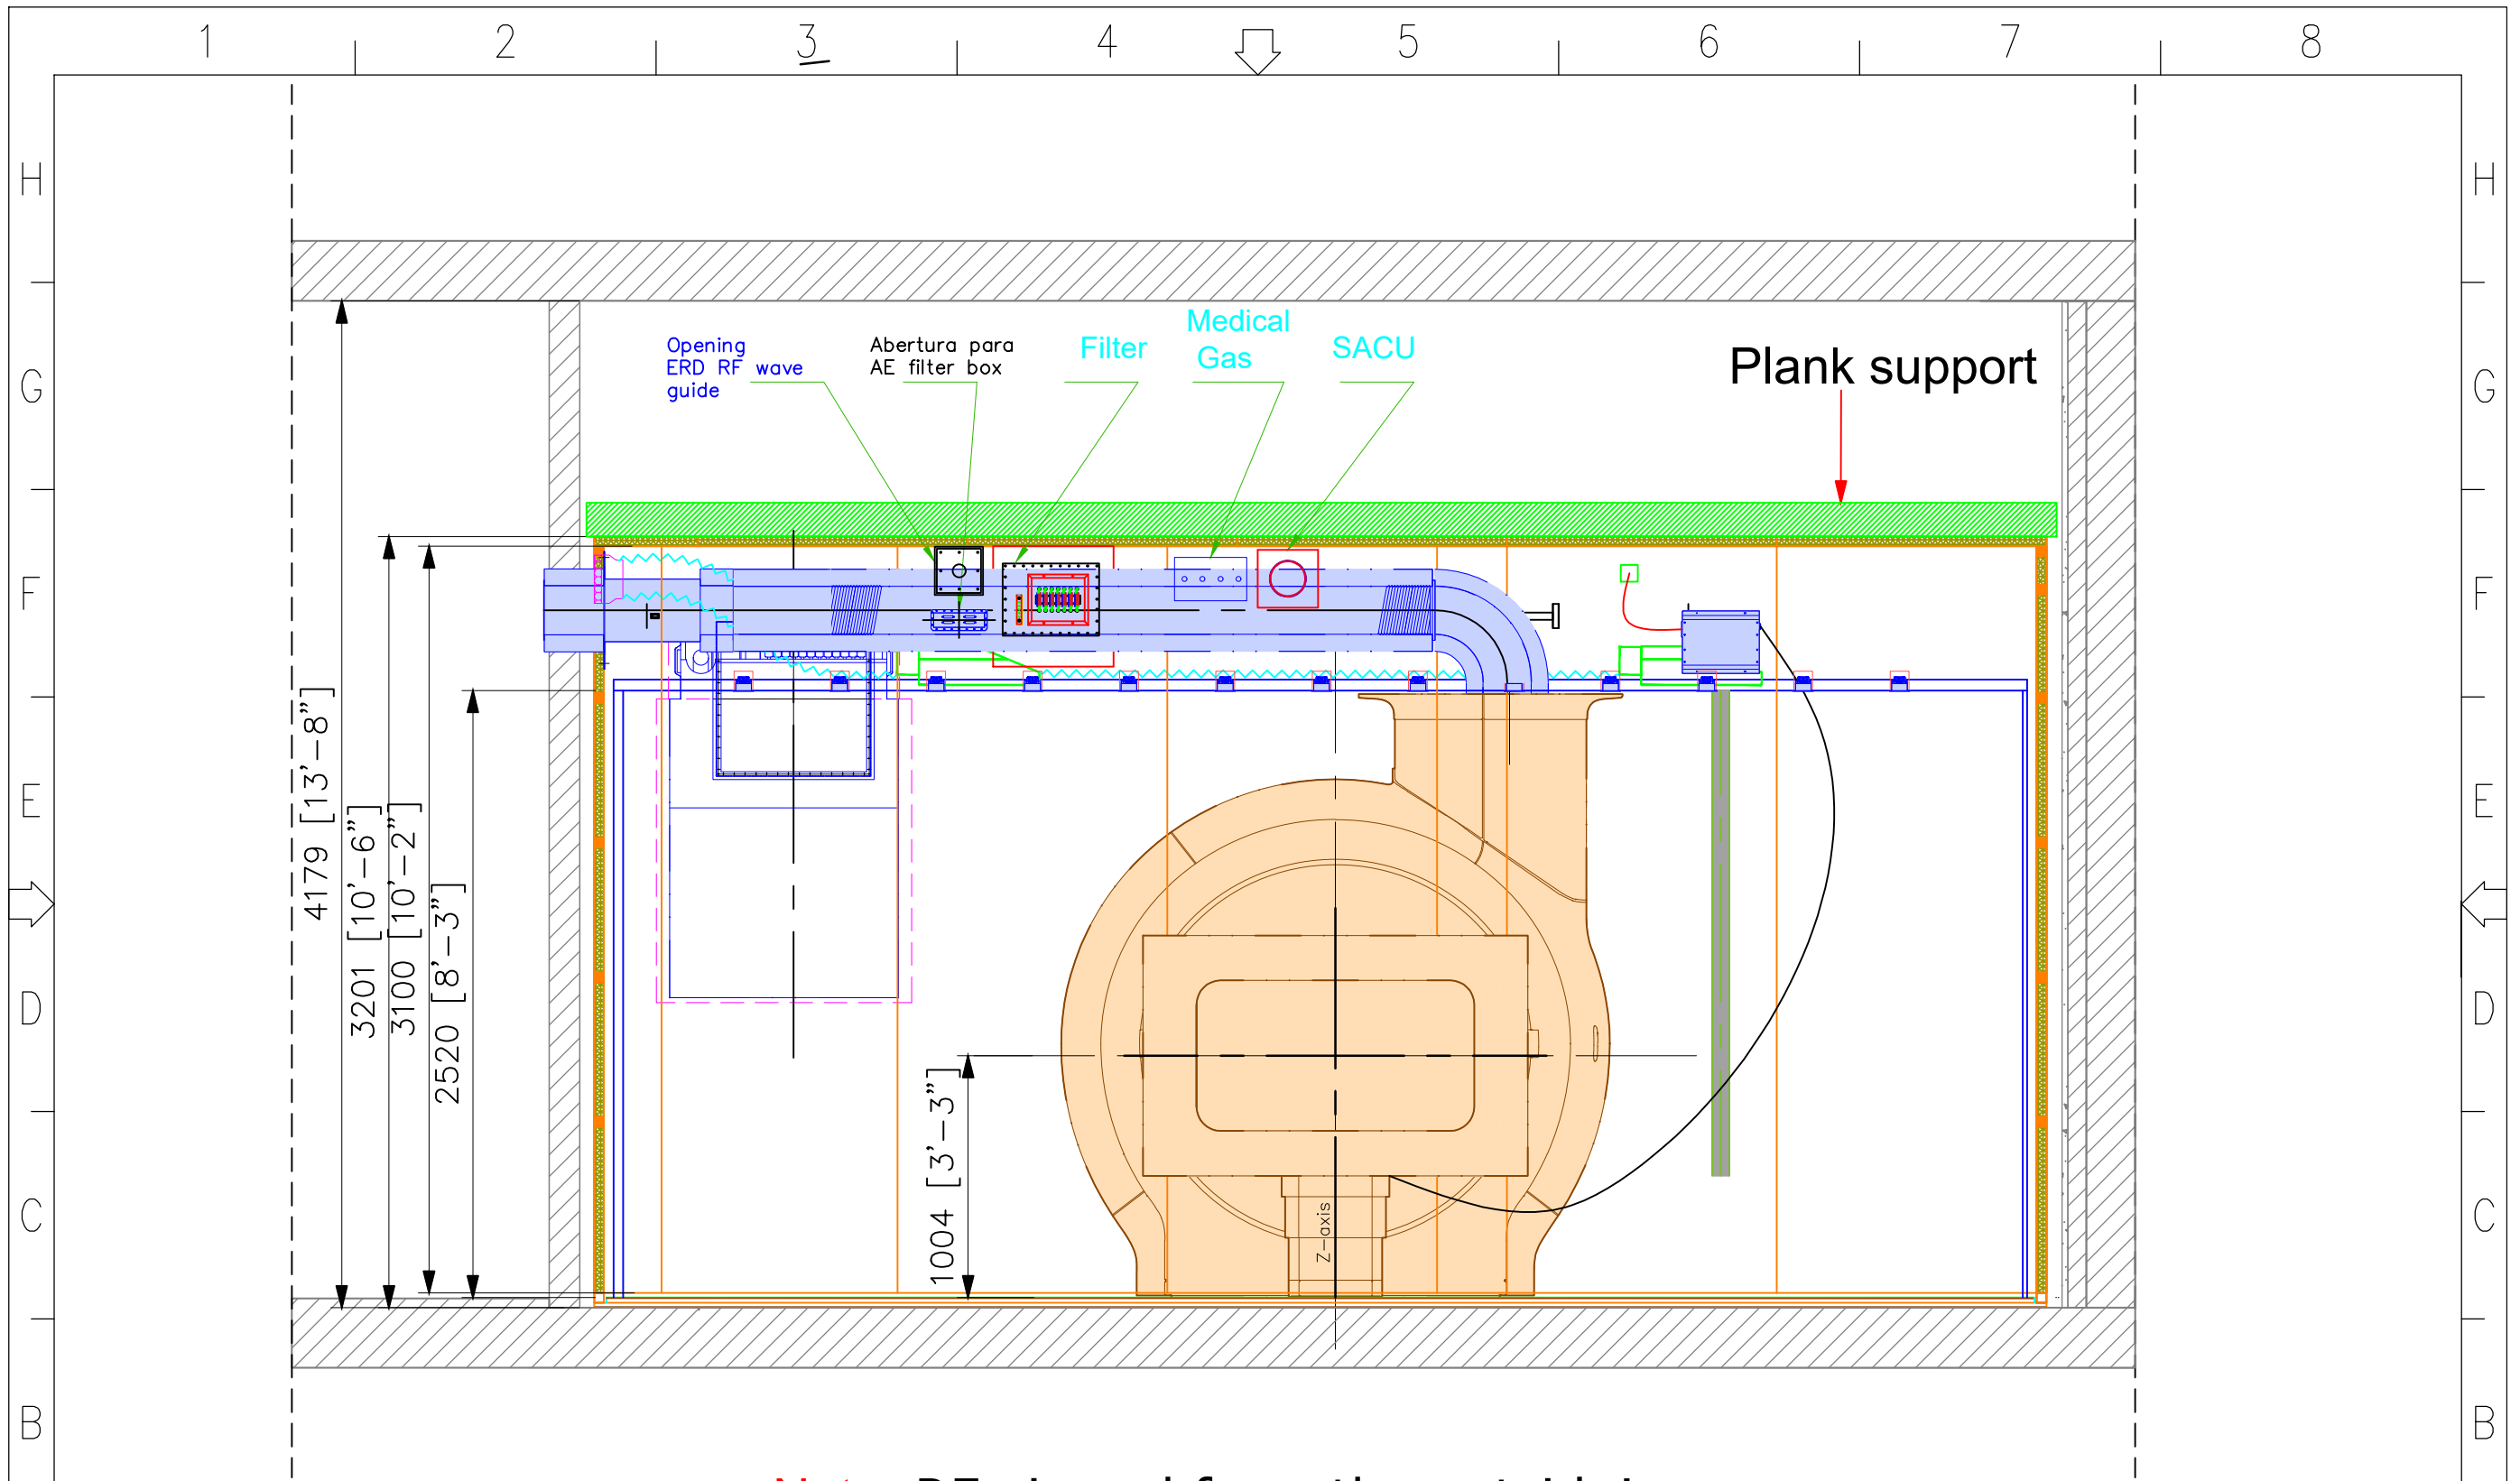 1 2 3 4 5 6 7 8
H H
Medical
Gas
Filter
SACU
Opening
ERD RF wave
guide
Abertura para
AE filter box
Plank support
G G
F F
4179 [13'-8"]
3201 [10'-6"]
3100 [10'-2"]
2520 [8'-3"]
E E
D D
1004 [3'-3"]
Z-axis
C C
B B